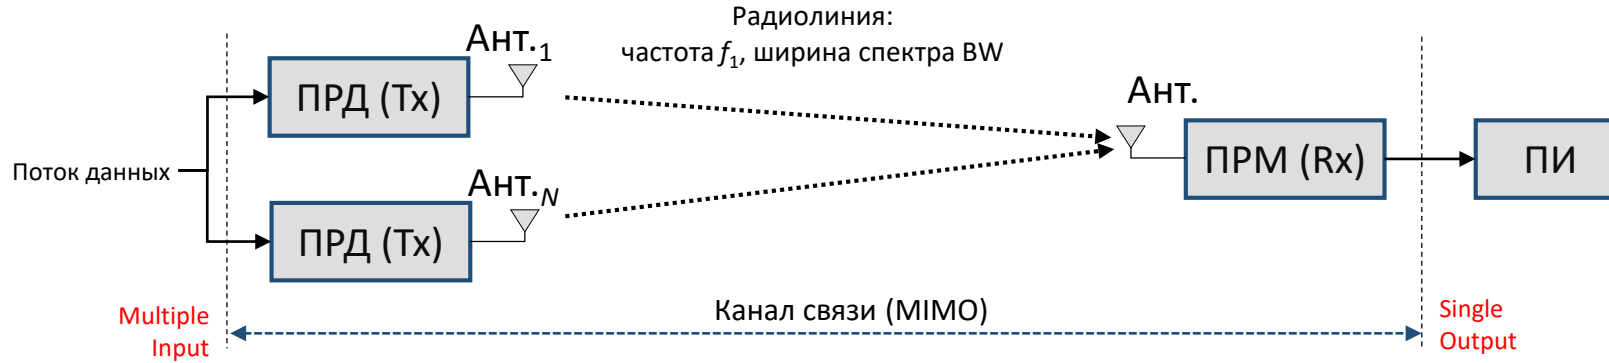 Радиолиния:
частота f1, ширина спектра BW
Ант.1
ПРД (Tx)
Ант.
ПРМ (Rx)
ПИ
Поток данных
Ант.N
ПРД (Tx)
Канал связи (MIMO)
Multiple
Input
Single
Output